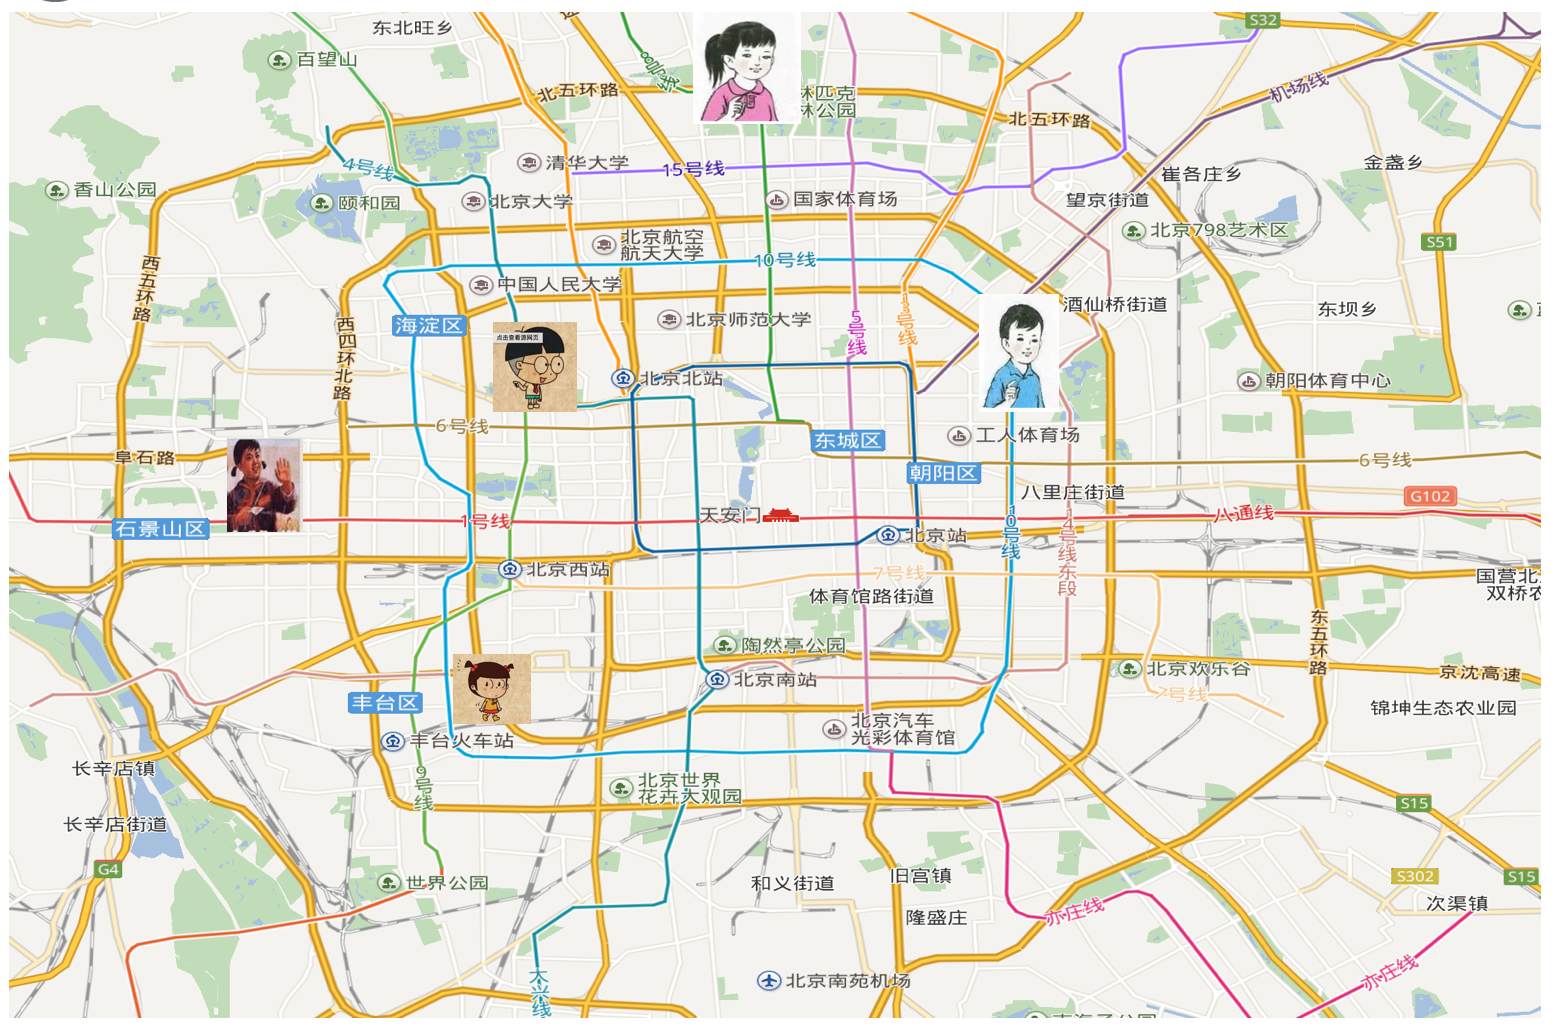 东北旺乡
S32
百望山
8号线
林匹克
林公园
机场线
北五环路
北五环路
清华大学
15号线
4号线
崔各庄乡
金盏乡
香山公园
颐和园
北京大学
国家体育场
望京街道
北京798艺术区
S51
北京航空
航天大学
10号线
西五环路
中国人民大学
酒仙桥街道
东坝乡
海淀区
西四环北路
北京师范大学
5号线
13号线
点击查看源网页
北京北站
朝阳体育中心
6号线
东城区
工人体育场
阜石路
朝阳区
6号线
八里庄街道
G102
石景山区
1号线
天安门
八通线
10号线
14号线东段
北京站
北京西站
7号线
国营北
双桥农
体育馆路街道
东五环路
陶然亭公园
北京欢乐谷
京沈高速
北京南站
7号线
丰台区
锦坤生态农业园
北京汽车
光彩体育馆
丰台火车站
长辛店镇
9号线
北京世界
花卉大观园
S15
长辛店街道
G4
世界公园
和义街道
旧宫镇
S302
S15
次渠镇
隆盛庄
亦庄线
亦庄线
大兴线
北京南苑机场